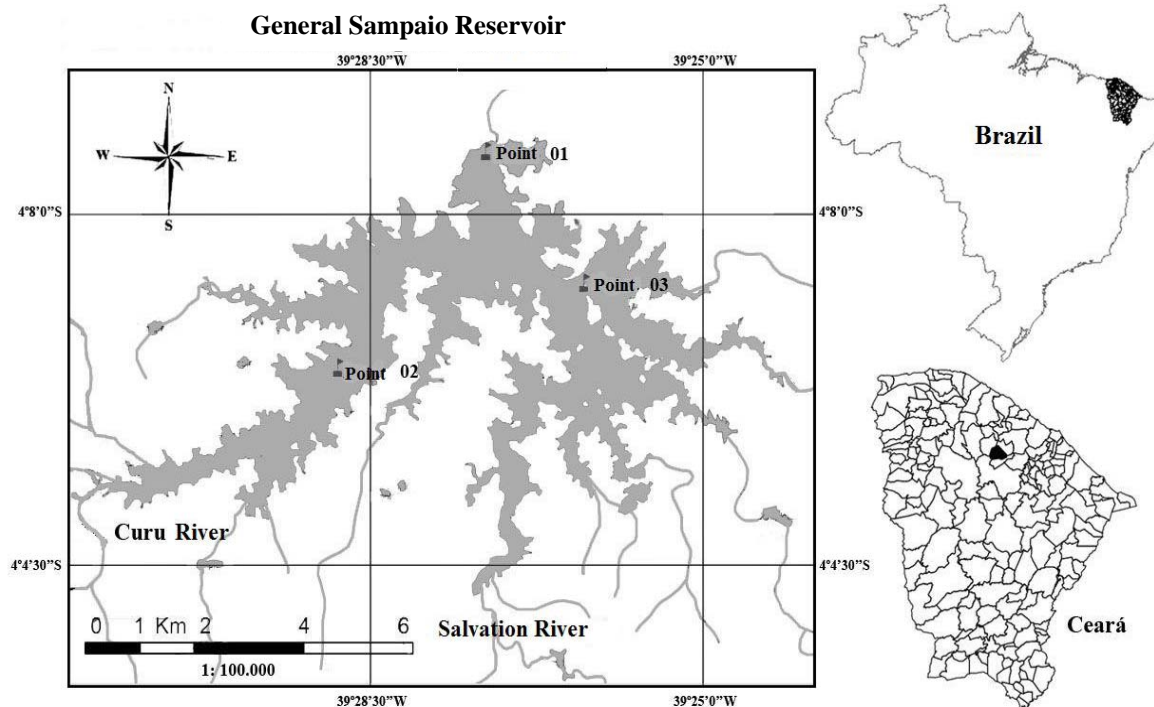 General Sampaio Reservoir
39°28'30"W
39°25'0"W
N
W
E
S
Point 01
4°8'0"S
4°8'0"S
Point 03
Point 02
Curu River
4°4'30"S
4°4'30"S
Salvation River
0 1 Km 2 4 6
1: 100.000
39°28'30"W
39°25'0"W
Brazil
Ceará